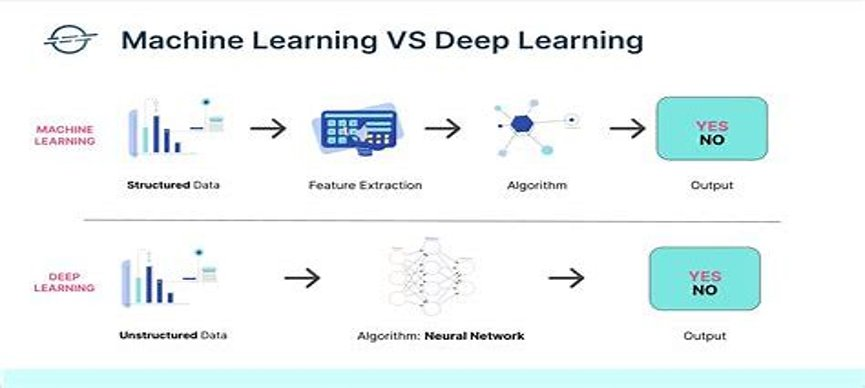 Machine Learning VS Deep Learning
MACHINE
LEARNING
YES
NO
Structured Data
Feature Extraction
Algorithm
Output
DEEP
LEARNING
YES
NO
Unstructured Data
Algorithm: Neural Network
Output